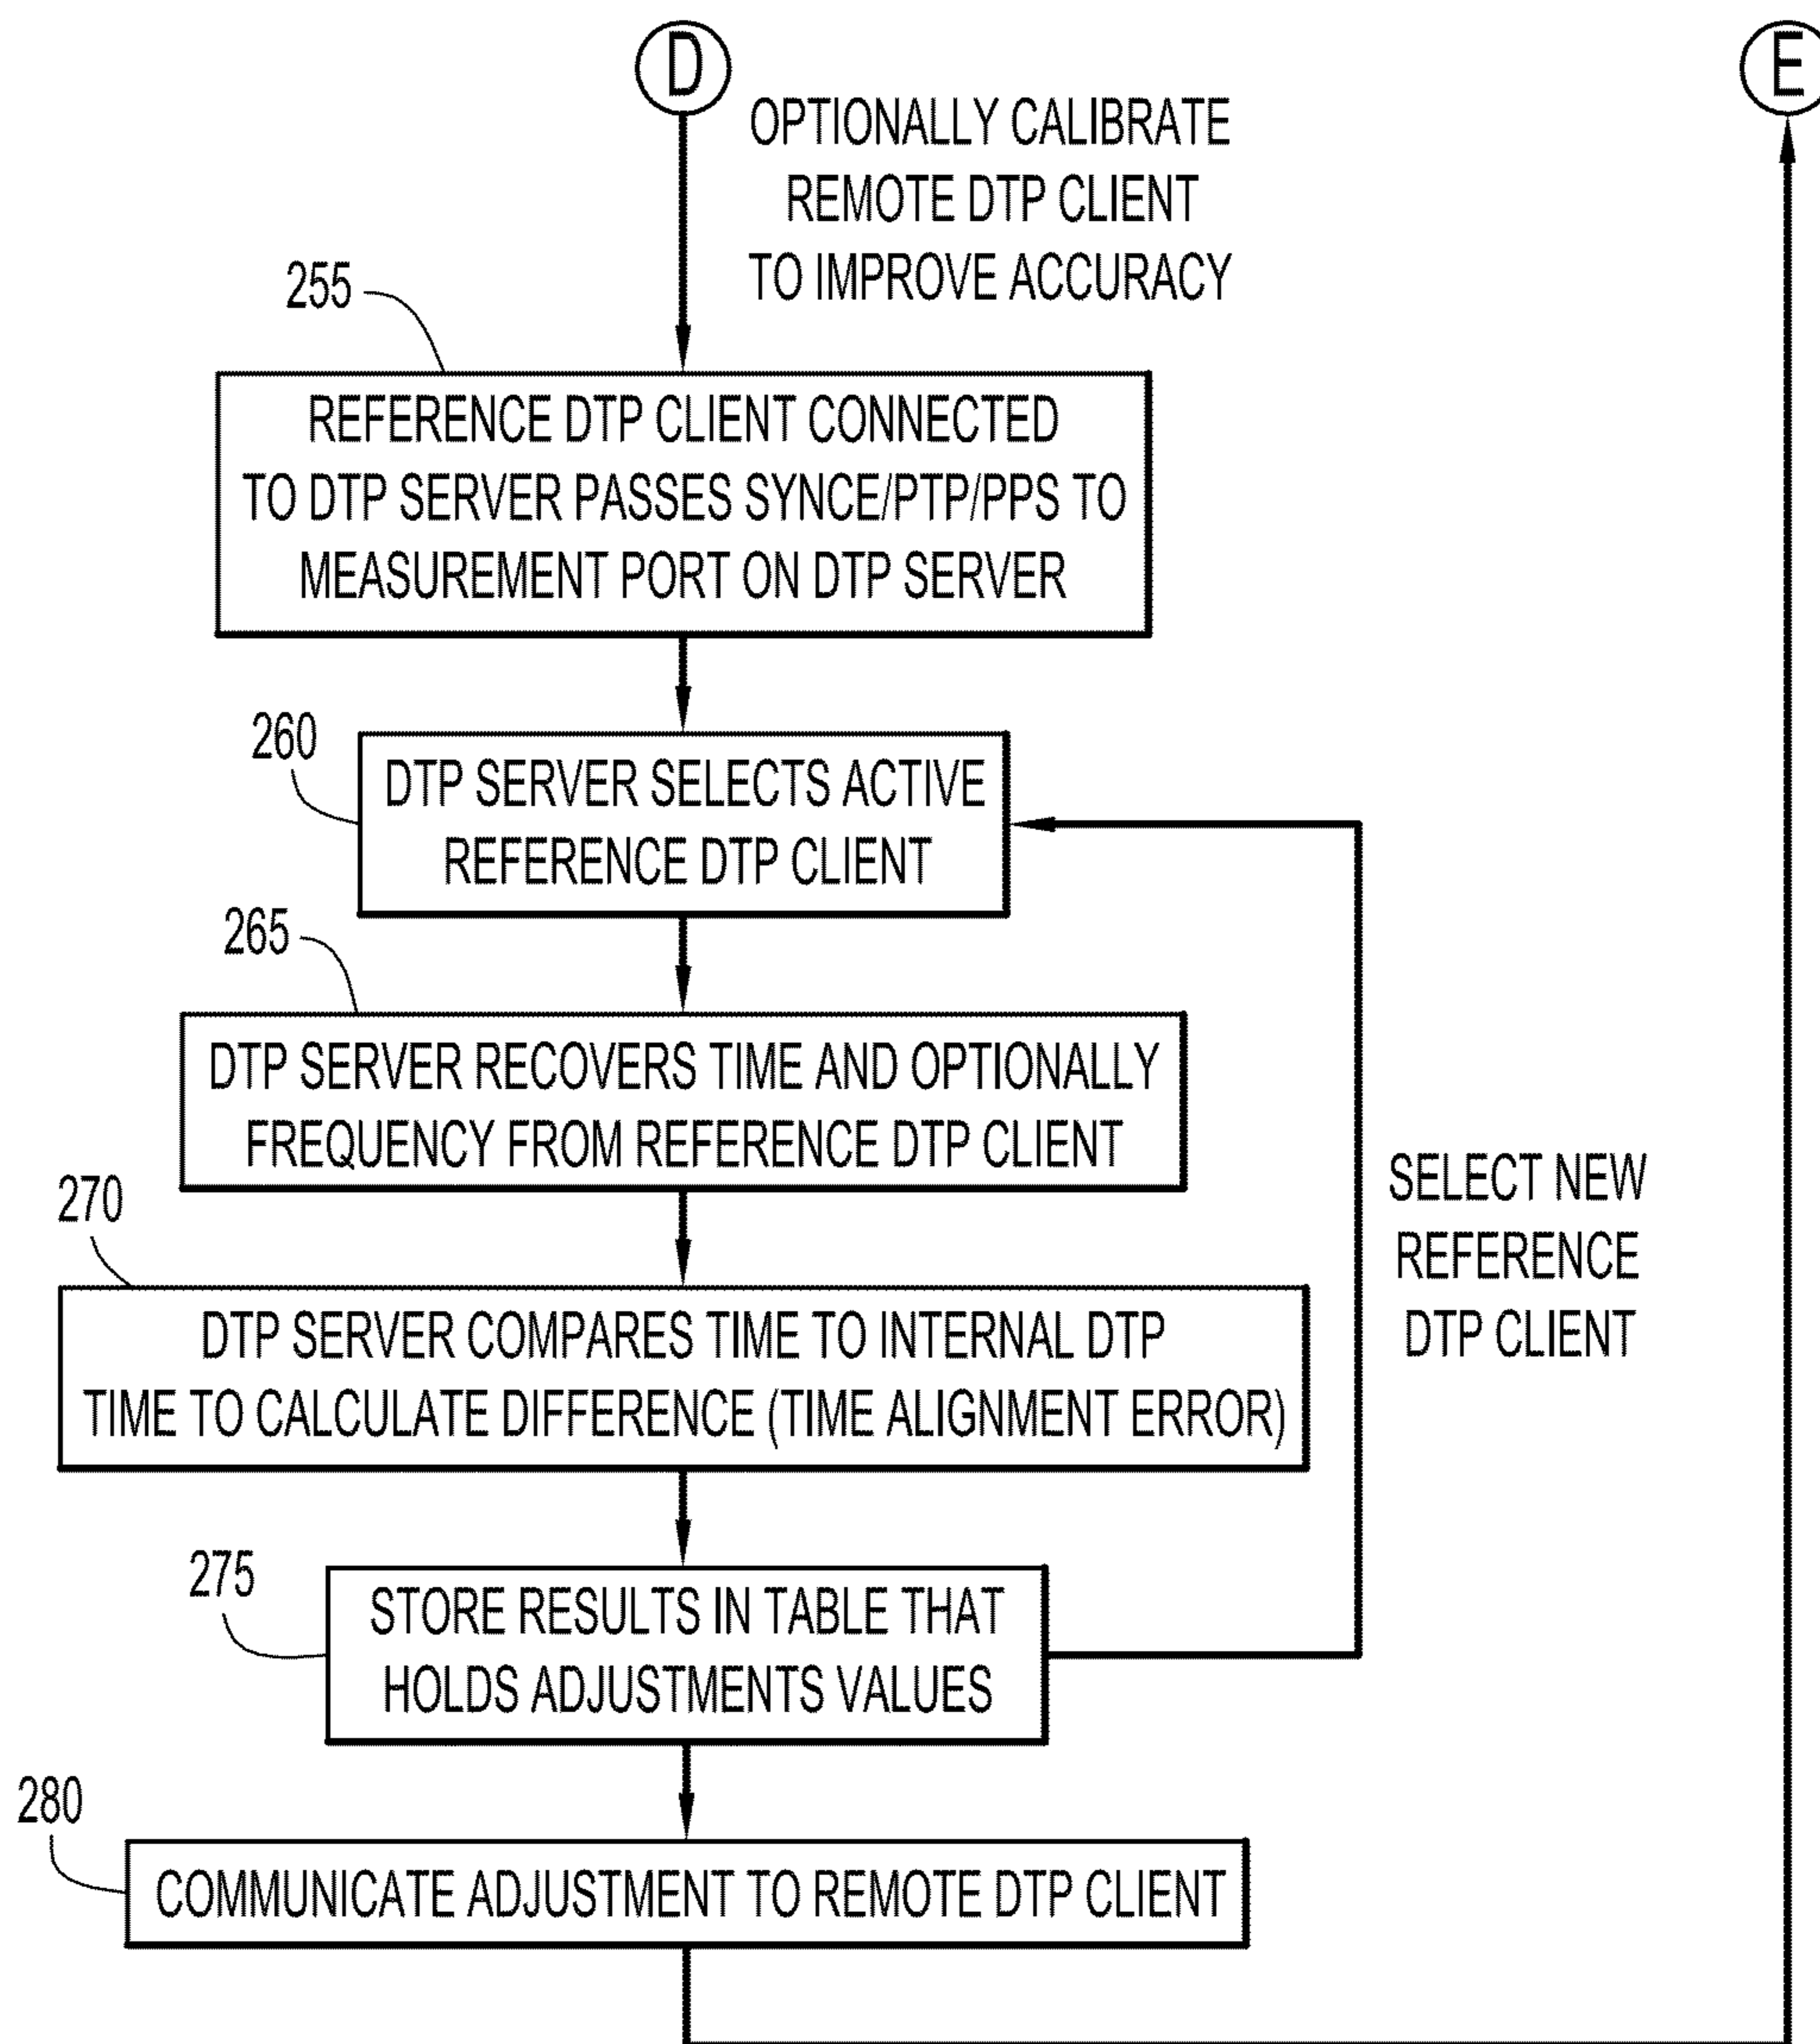 D
E
OPTIONALLY CALIBRATE
REMOTE DTP CLIENT
TO IMPROVE ACCURACY
255
REFERENCE DTP CLIENT CONNECTED
TO DTP SERVER PASSES SYNCE/PTP/PPS TO
MEASUREMENT PORT ON DTP SERVER
260
DTP SERVER SELECTS ACTIVE
REFERENCE DTP CLIENT
265
DTP SERVER RECOVERS TIME AND OPTIONALLY
FREQUENCY FROM REFERENCE DTP CLIENT
270
DTP SERVER COMPARES TIME TO INTERNAL DTP
TIME TO CALCULATE DIFFERENCE (TIME ALIGNMENT ERROR)
SELECT NEW
REFERENCE
DTP CLIENT
275
STORE RESULTS IN TABLE THAT
HOLDS ADJUSTMENTS VALUES
280
COMMUNICATE ADJUSTMENT TO REMOTE DTP CLIENT